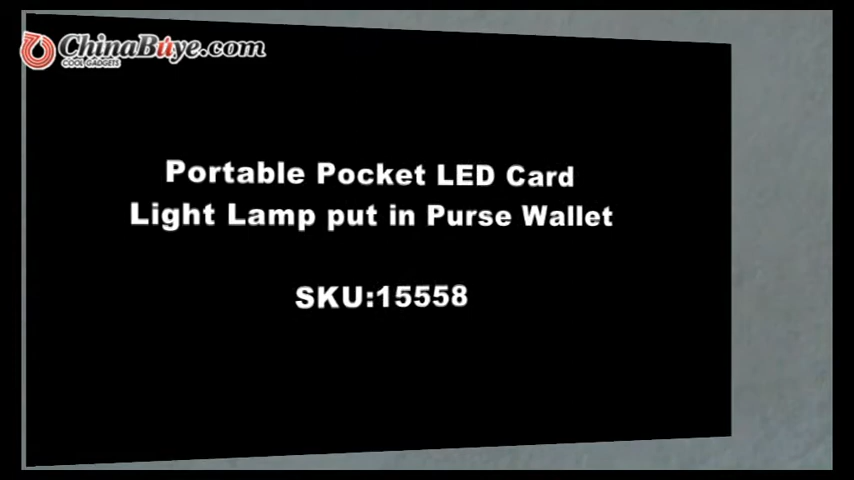 ChinaBuye.com
COOL GADGETS
Portable Pocket LED Card
Light Lamp put in Purse Wallet
SKU:15558